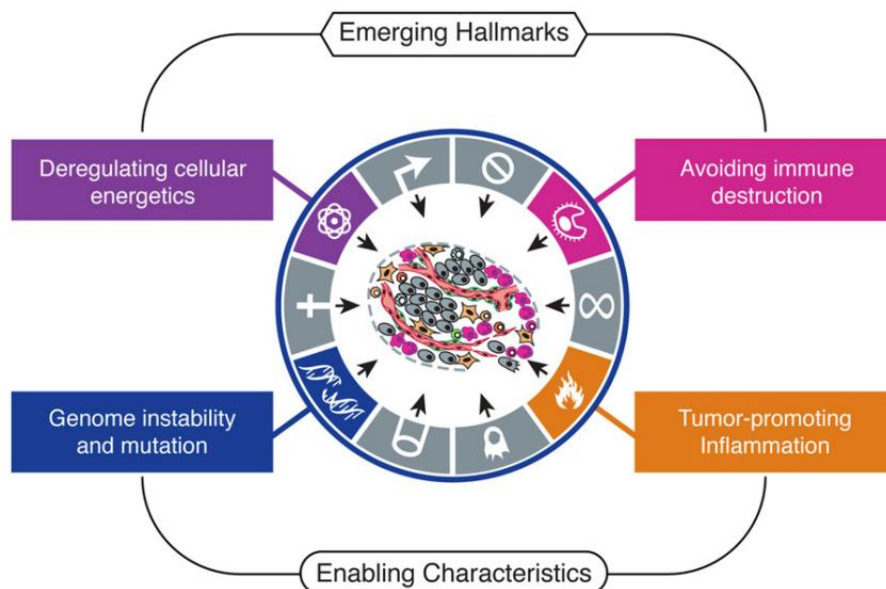 Emerging Hallmarks
Deregulating cellular
energetics
Avoiding immune
destruction
Genome instability
and mutation
Tumor-promoting
Inflammation
Enabling Characteristics